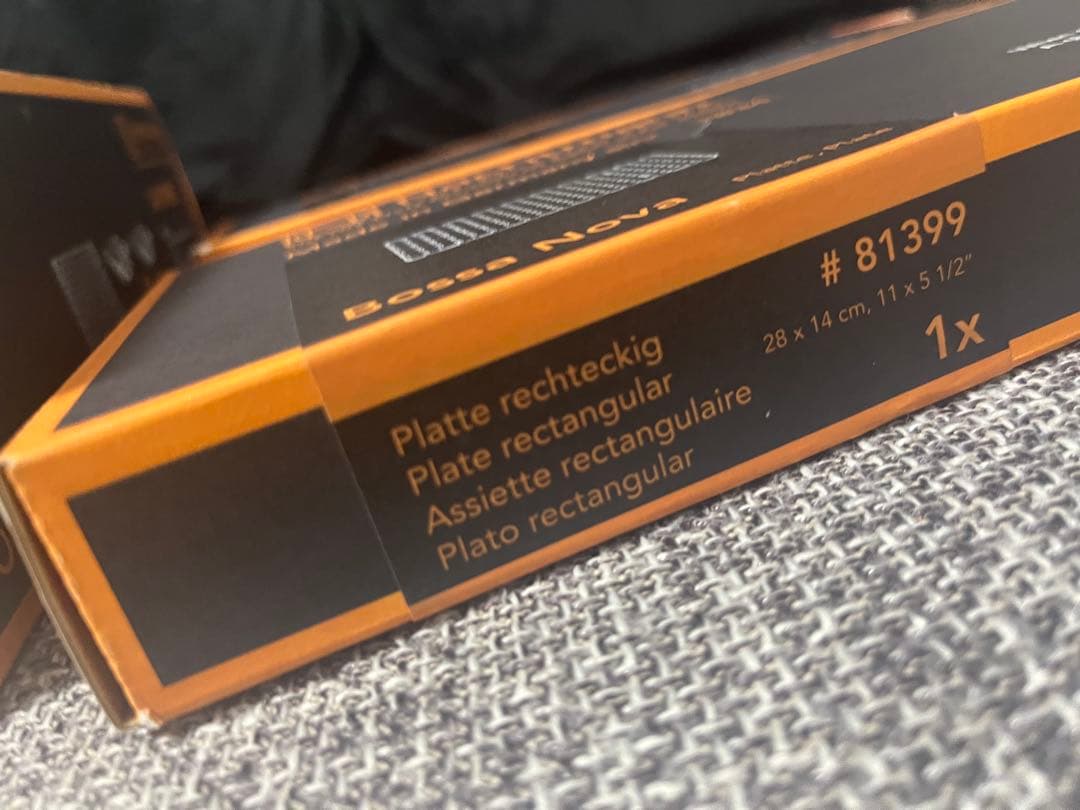 Bossa Nova
Platte, Plate
# 81399
28 x 14 cm, 11 x 5 1/2"
1x
Platte rechteckig
Plate rectangular
Assiette rectangulaire
Plato rectangular